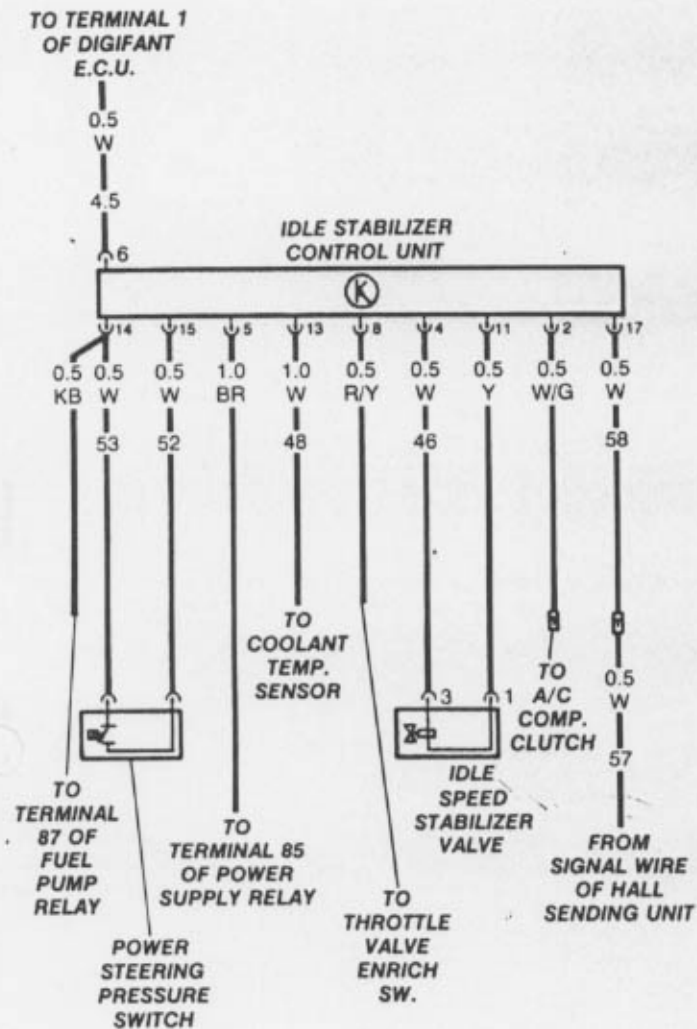 TO TERMINAL 1
OF DIGIFANT
E.C.U.
0.5
W
4.5
6
IDLE STABILIZER
CONTROL UNIT
K
14 15 5 13 8 4 11 2 17
0.5 0.5 0.5 1.0 1.0 0.5 0.5 0.5 0.5 0.5
KB W W BR W R/Y W Y W/G W
53 52 48 46 58
TO
COOLANT
TEMP.
SENSOR
3 1
TO
A/C
COMP.
CLUTCH
0.5
W
57
TO
TERMINAL
87 OF
FUEL
PUMP
RELAY
TO
TERMINAL 85
OF POWER
SUPPLY RELAY
IDLE
SPEED
STABILIZER
VALVE
FROM
SIGNAL WIRE
OF HALL
SENDING UNIT
TO
THROTTLE
VALVE
ENRICH
SW.
POWER
STEERING
PRESSURE
SWITCH